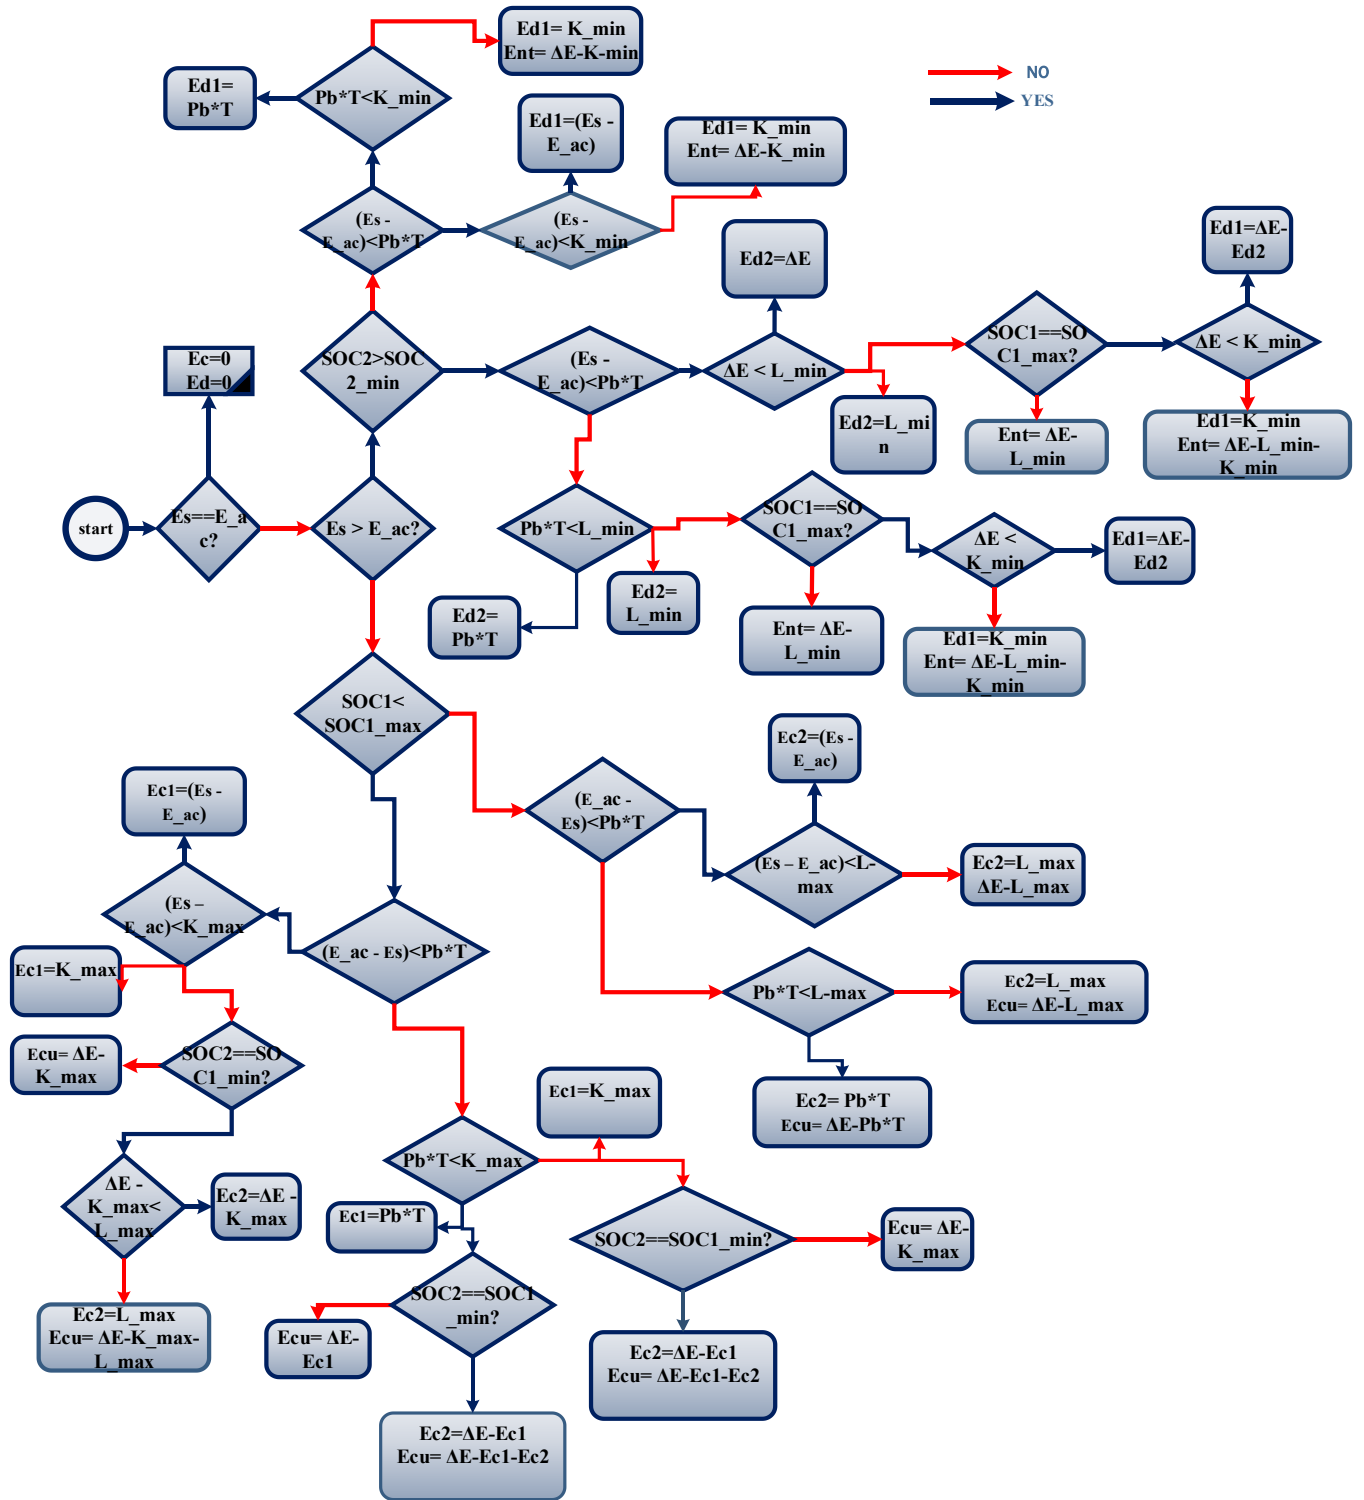 Ed1= K_min
Ent= ΔE-K-min
Ed1=
Pb*T
Pb*T<K_min
NO
YES
Ed1=(Es -
E_ac)
Ed1= K_min
Ent= ΔE-K_min
(Es -
E_ac)<Pb*T
(Es -
E_ac)<K_min
Ed2=ΔE
Ed1=ΔE-
Ed2
SOC2>SOC
2_min
(Es -
E_ac)<Pb*T
ΔE < L_min
SOC1==SO
C1_max?
ΔE < K_min
Ec=0
Ed=0
Ed2=L_mi
n
Ent= ΔE-
L_min
Ed1=K_min
Ent= ΔE-L_min-
K_min
start
Es==E_a
c?
Es > E_ac?
Pb*T<L_min
SOC1==SO
C1_max?
ΔE <
K_min
Ed1=ΔE-
Ed2
Ed2=
Pb*T
Ed2=
L_min
Ent= ΔE-
L_min
Ed1=K_min
Ent= ΔE-L_min-
K_min
SOC1<
SOC1_max
Ec2=(Es -
E_ac)
Ec1=(Es -
E_ac)
(E_ac -
Es)<Pb*T
(Es – E_ac)<L-
max
Ec2=L_max
ΔE-L_max
(Es –
E_ac)<K_max
(E_ac - Es)<Pb*T
Ec1=K_max
Pb*T<L-max
Ec2=L_max
Ecu= ΔE-L_max
Ecu= ΔE-
K_max
SOC2==SO
C1_min?
Ec1=K_max
Ec2= Pb*T
Ecu= ΔE-Pb*T
Pb*T<K_max
ΔE -
K_max<
L_max
Ec2=ΔE -
K_max
Ec1=Pb*T
SOC2==SOC1_min?
Ecu= ΔE-
K_max
Ec2=L_max
Ecu= ΔE-K_max-
L_max
Ecu= ΔE-
Ec1
SOC2==SOC1
_min?
Ec2=ΔE-Ec1
Ecu= ΔE-Ec1-Ec2
Ec2=ΔE-Ec1
Ecu= ΔE-Ec1-Ec2